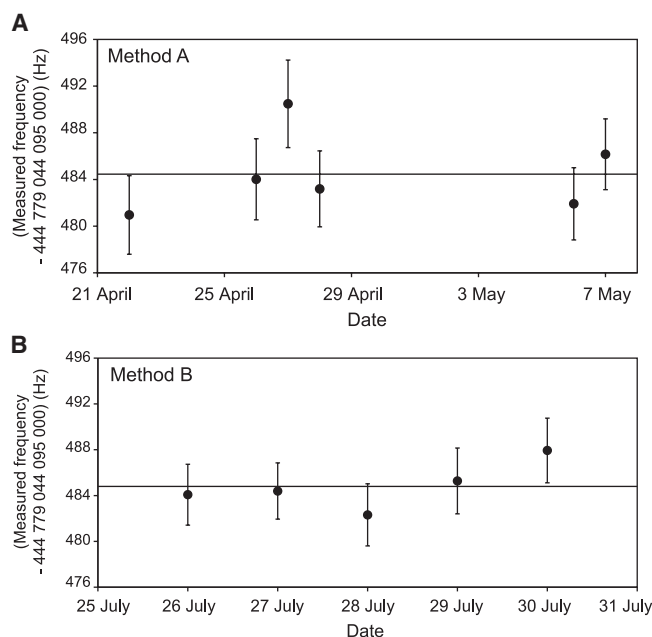 A
Method A
(Measured frequency
- 444 779 044 095 000) (Hz)
496
492
488
484
480
476
21 April
25 April
29 April
3 May
7 May
Date
B
Method B
(Measured frequency
- 444 779 044 095 000) (Hz)
496
492
488
484
480
476
25 July
26 July
27 July
28 July
29 July
30 July
31 July
Date